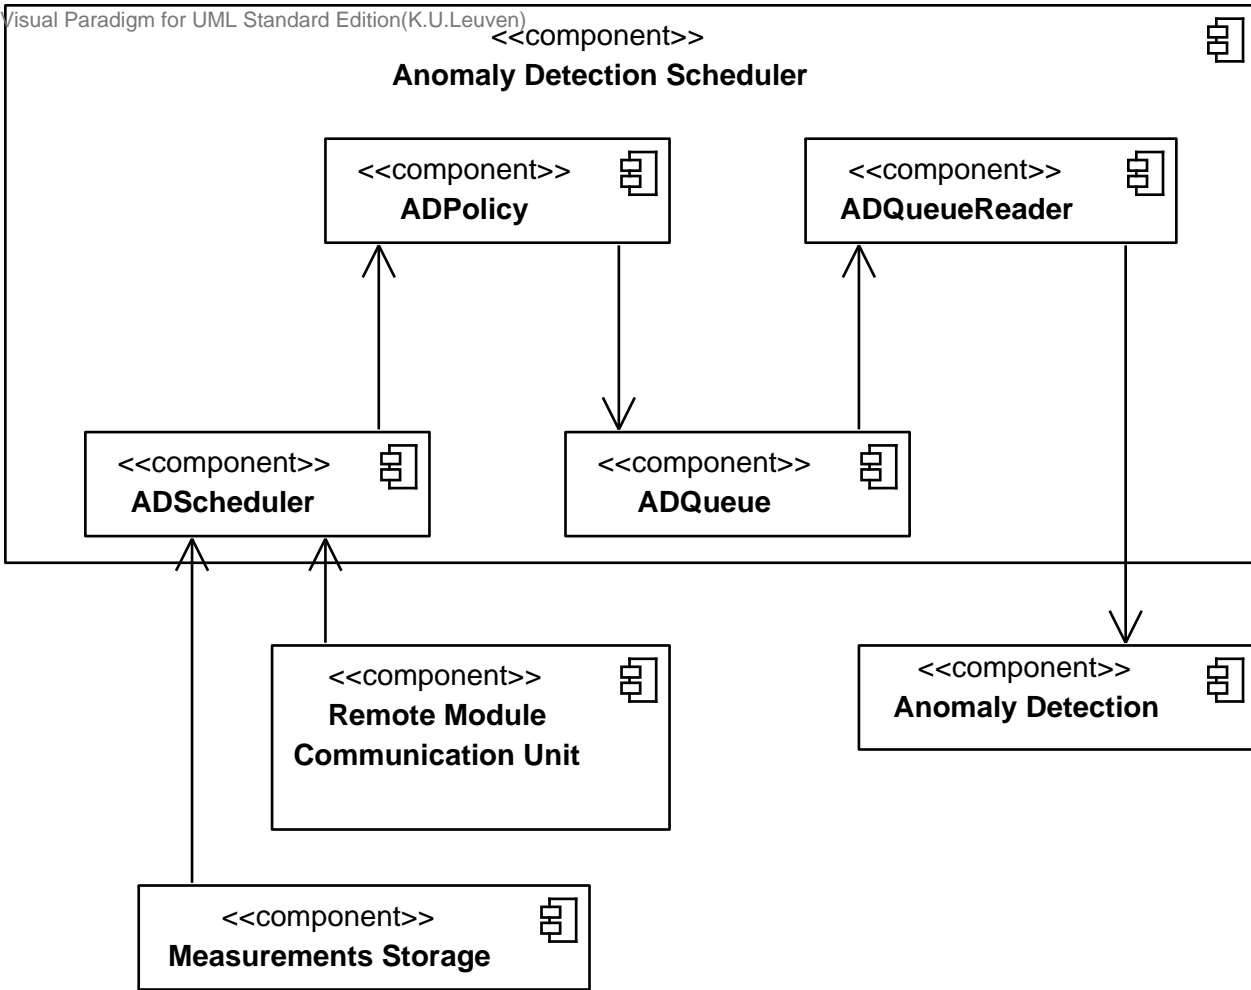 Visual Paradigm for UML Standard Edition(K.U.Leuven)
<<component>>
Anomaly Detection Scheduler
<<component>>
ADPolicy
<<component>>
ADQueueReader
<<component>>
ADScheduler
<<component>>
ADQueue
<<component>>
Remote Module
Communication Unit
<<component>>
Anomaly Detection
<<component>>
Measurements Storage